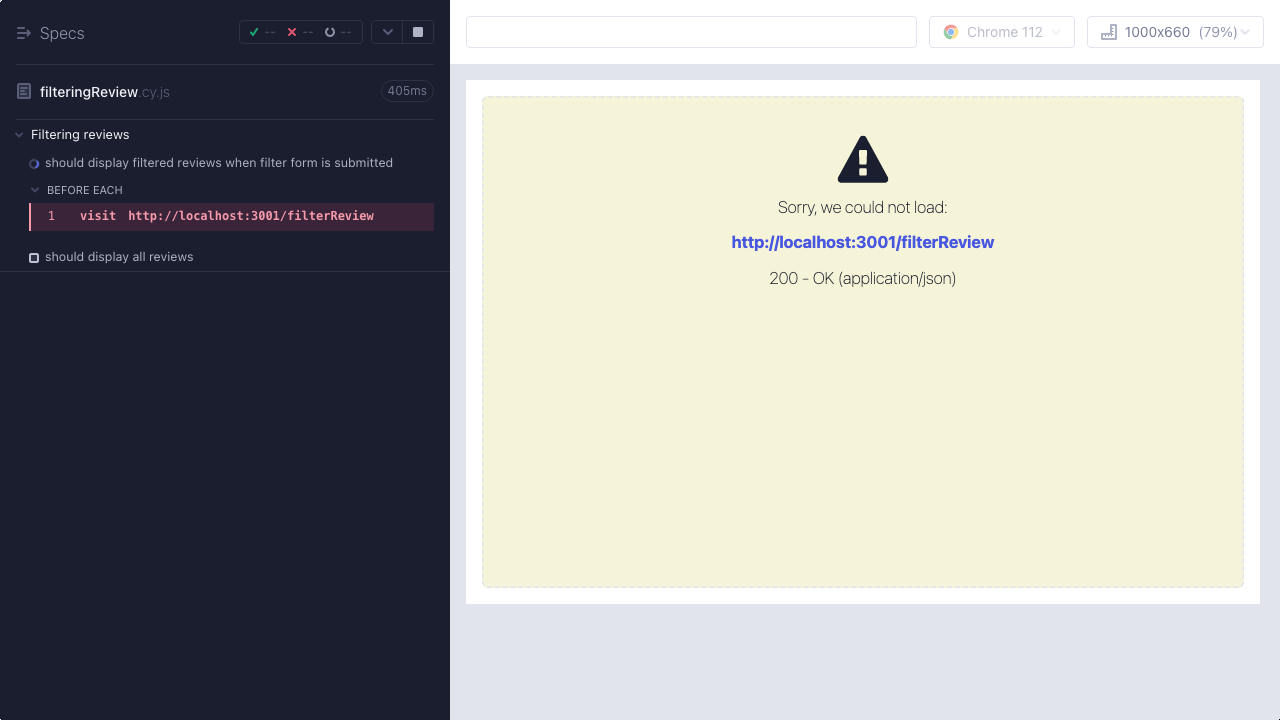 Specs
-- -- --
filteringReview.cy.js 405ms
Filtering reviews
should display filtered reviews when filter form is submitted
BEFORE EACH
1 visit http://localhost:3001/filterReview
should display all reviews
Chrome 112
1000x660 (79%)
Sorry, we could not load:
http://localhost:3001/filterReview
200 - OK (application/json)